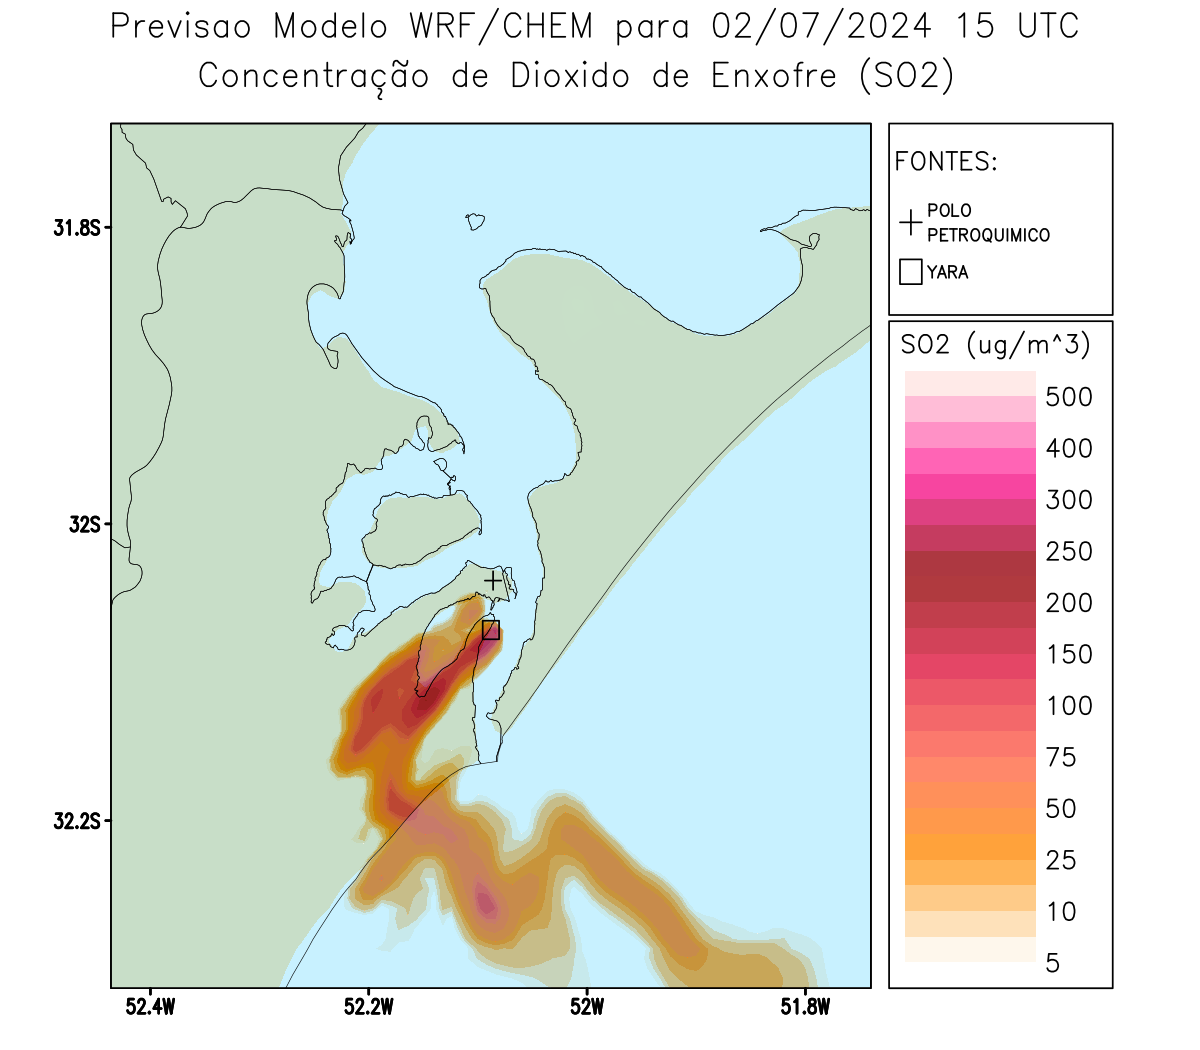 Previsao Modelo WRF/CHEM para 02/07/2024 15 UTC
Concentração de Dioxido de Enxofre (SO2)
FONTES:
POLO
PETROQUIMICO
YARA
SO2 (ug/m^3)
500
400
300
250
200
150
100
75
50
25
10
5
31.8S
32S
32.2S
52.4W
52.2W
52W
51.8W